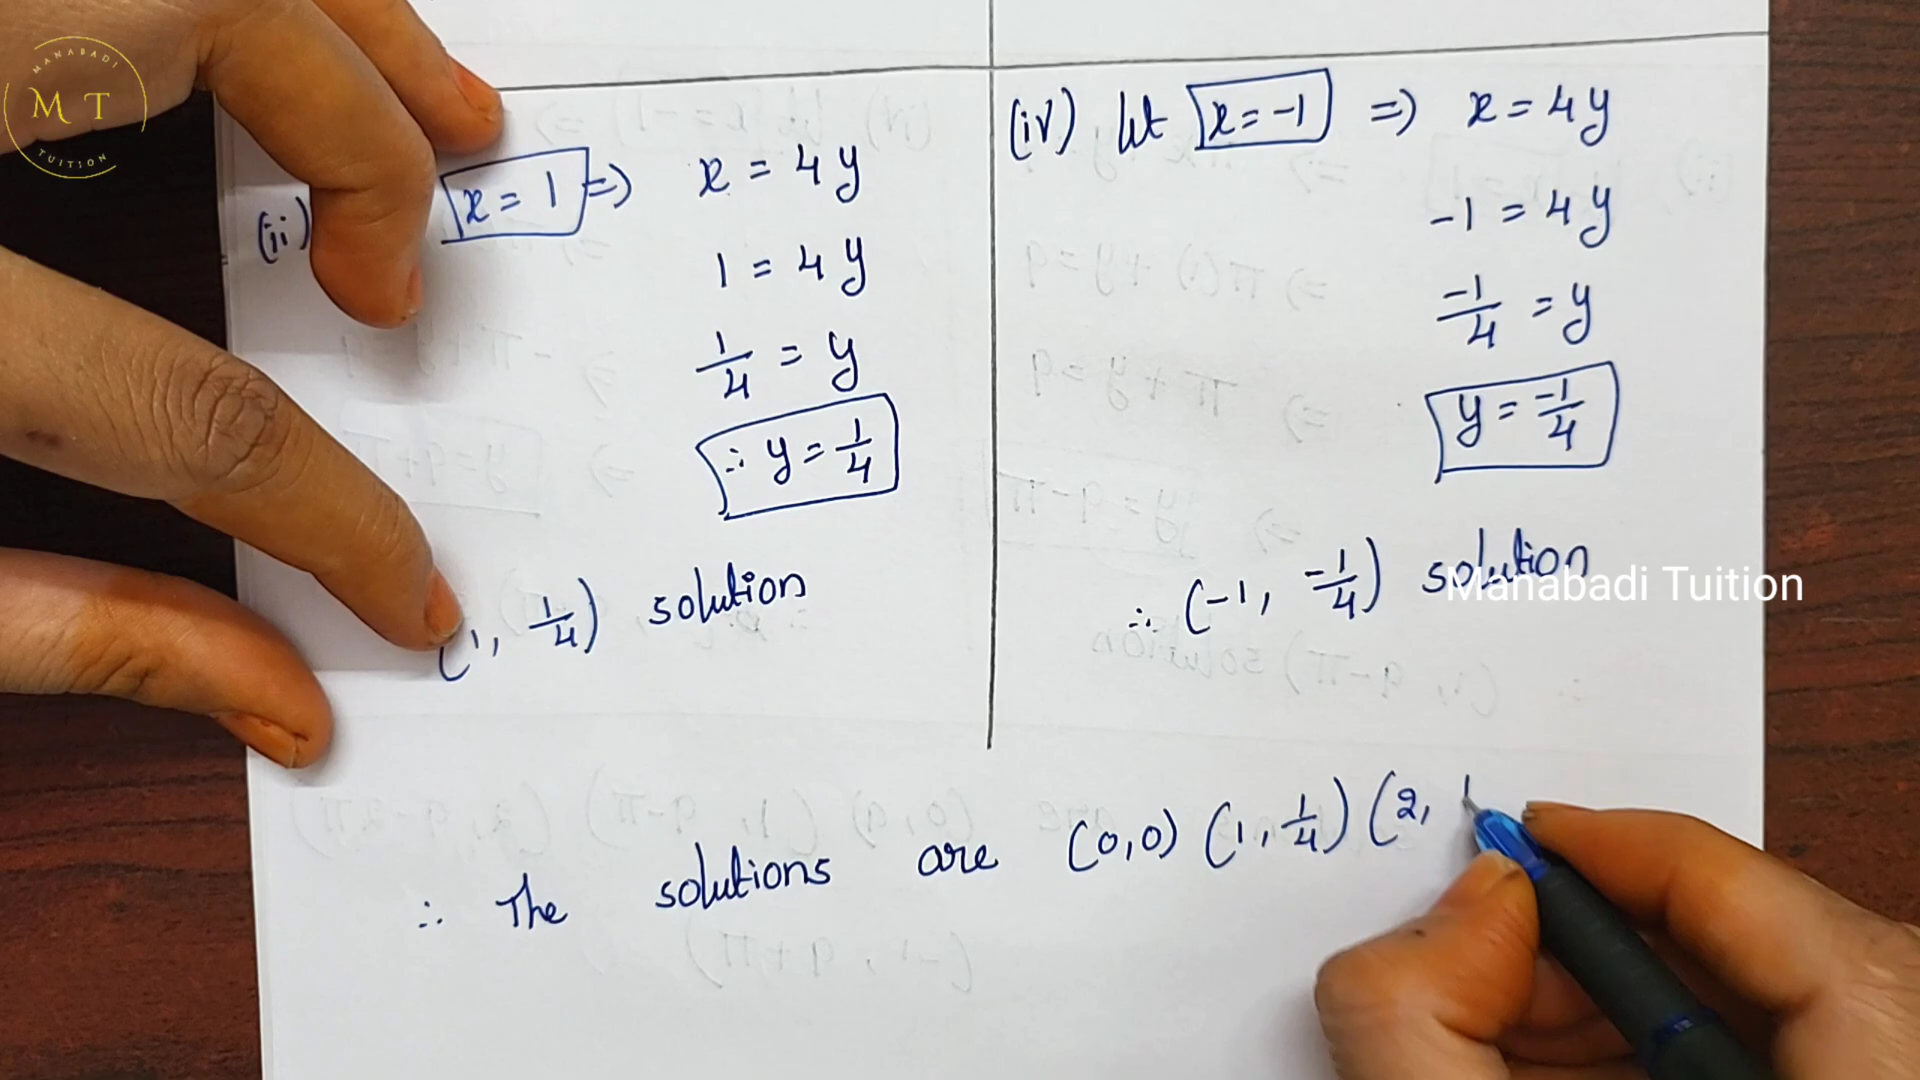 MANABADI
M T
TUITION
(ii) x = 1 => x = 4y
1 = 4y
1/4 = y
∴ y = 1/4
(1, 1/4) solution
(iv) let x = -1 => x = 4y
-1 = 4y
-1/4 = y
y = -1/4
∴ (-1, -1/4) solution
Manabadi Tuition
∴ The solutions are (0,0) (1, 1/4) (2, 1